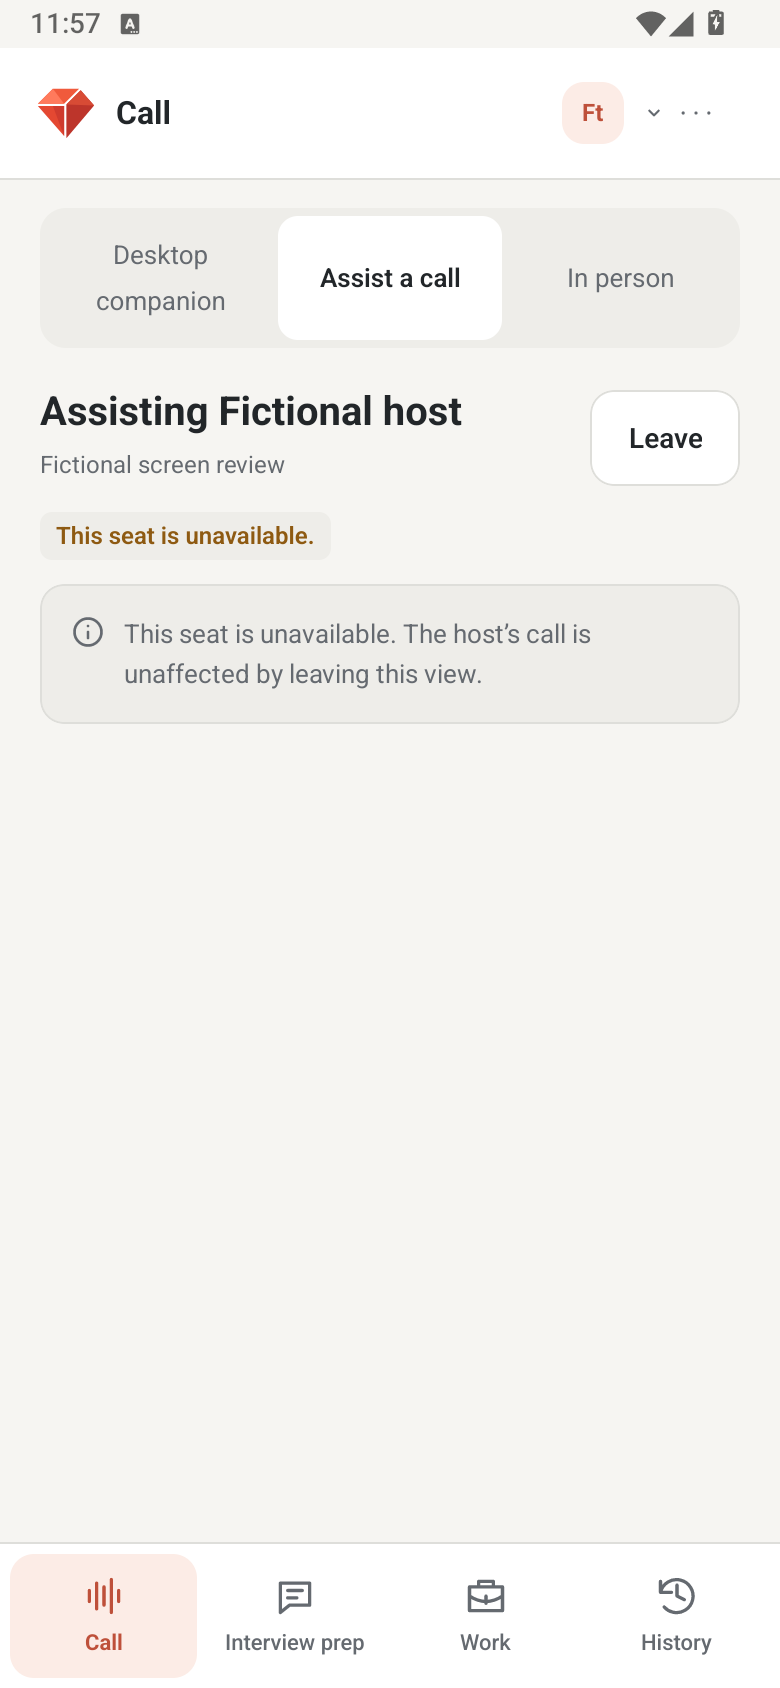 11:57
A
Call
Ft
Desktop
companion
Assist a call
In person
Assisting Fictional host
Fictional screen review
Leave
This seat is unavailable.
This seat is unavailable. The host’s call is
unaffected by leaving this view.
Call
Interview prep
Work
History